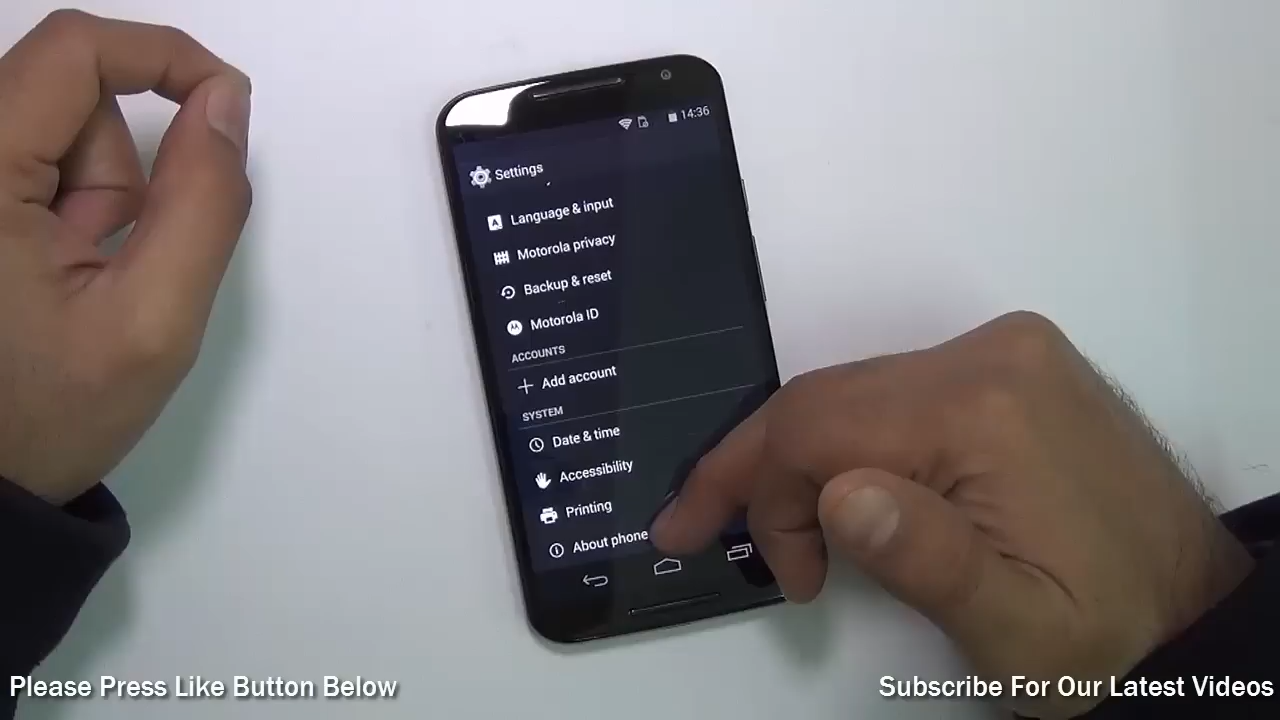 14:36
Settings
Language & input
Motorola privacy
Backup & reset
Motorola ID
ACCOUNTS
Add account
SYSTEM
Date & time
Accessibility
Printing
About phone
Please Press Like Button Below
Subscribe For Our Latest Videos